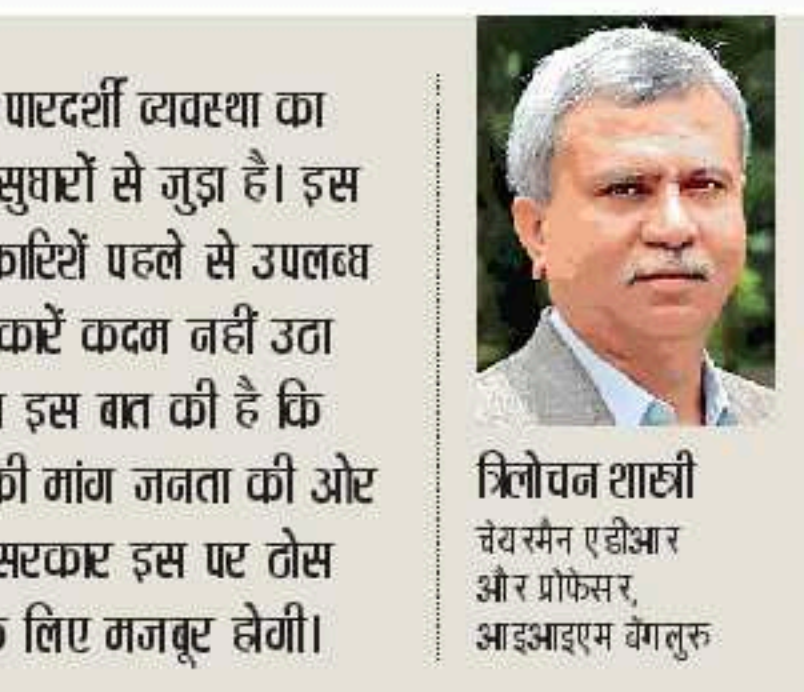 पारदर्शी व्यवस्था का
सुधारों से जुड़ा है। इस
पहले से उपलब्ध
कदम नहीं उठा
इस बात की है कि
की मांग जनता की ओर
सरकार इस पर ठोस
लिए मजबूर होगी।
त्रिलोचन शास्त्री
चेयरमैन एडीआर
और प्रोफेसर,
आइआइएम बेंगलुरु